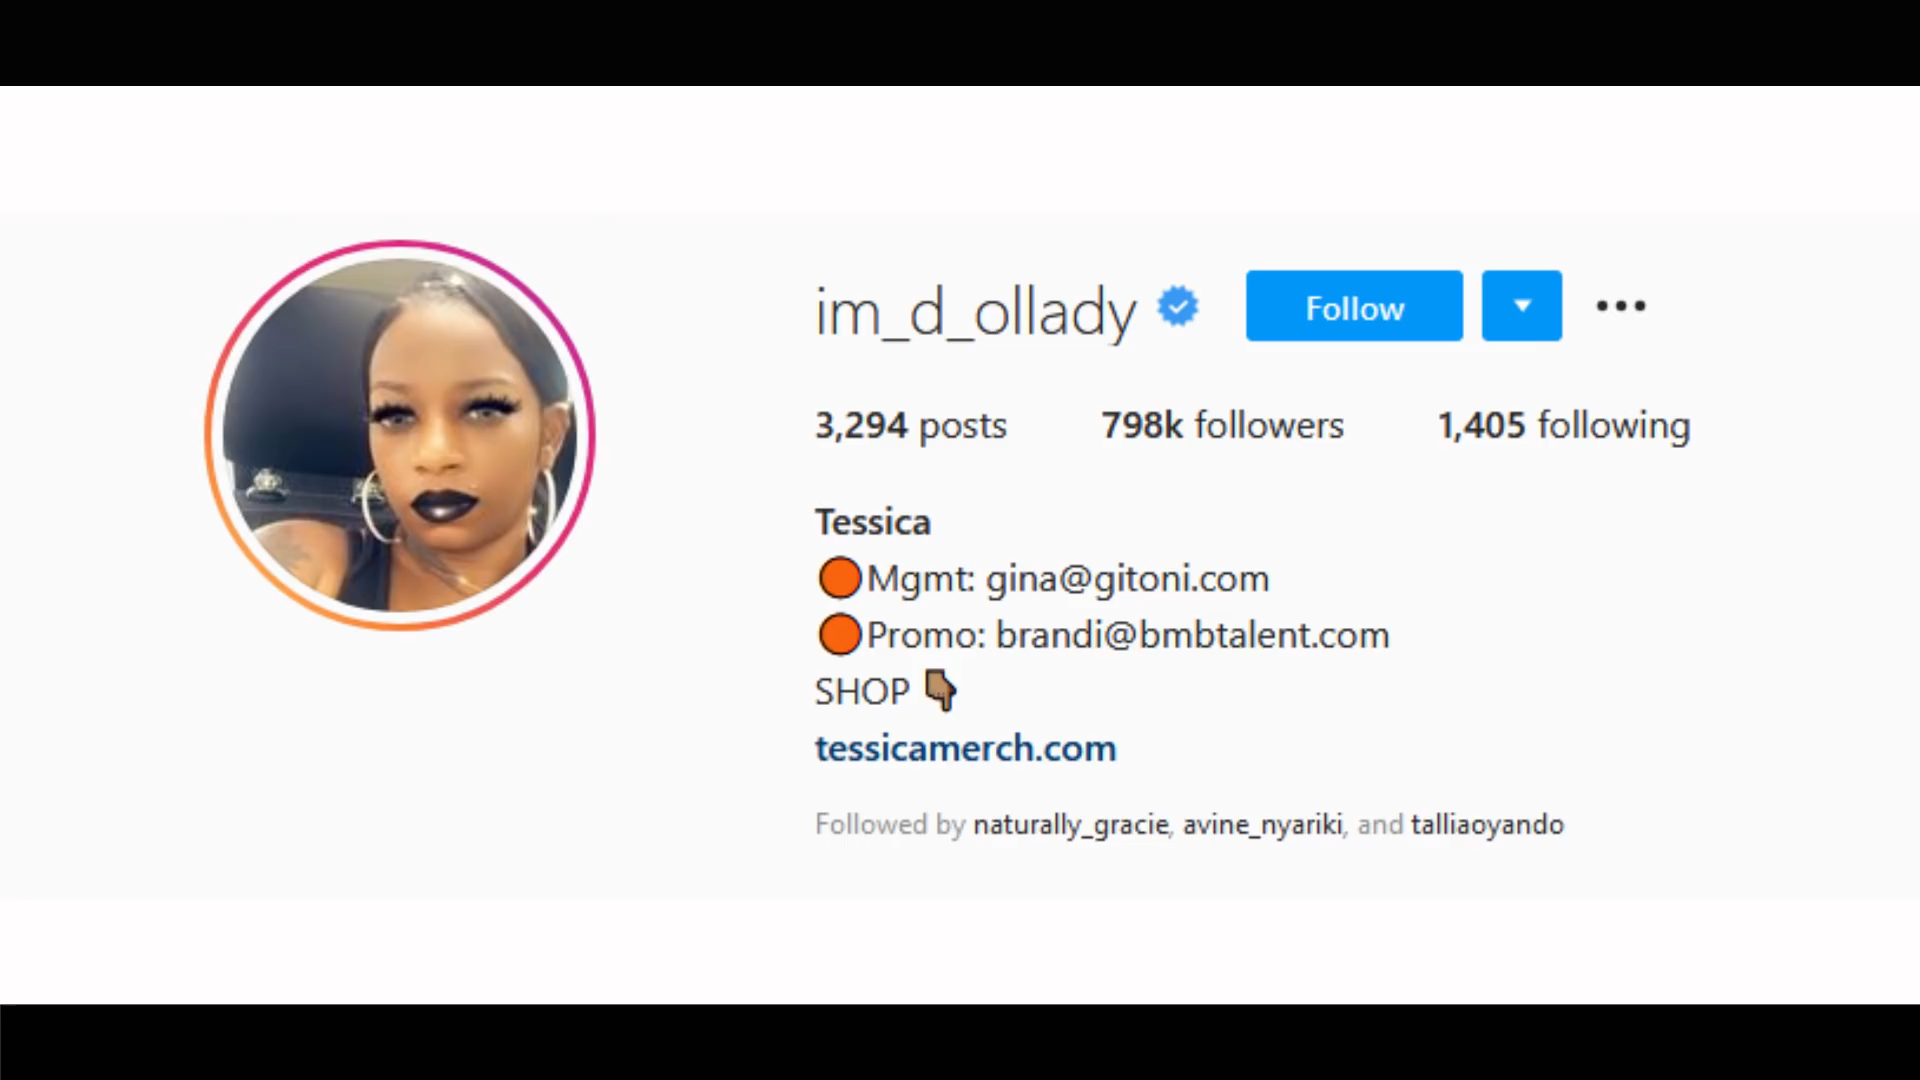 im_d_ollady Follow
3,294 posts 798k followers 1,405 following
Tessica
Mgmt: gina@gitoni.com
Promo: brandi@bmbtalent.com
SHOP
tessicamerch.com
Followed by naturally_gracie, avine_nyariki, and talliaoyando